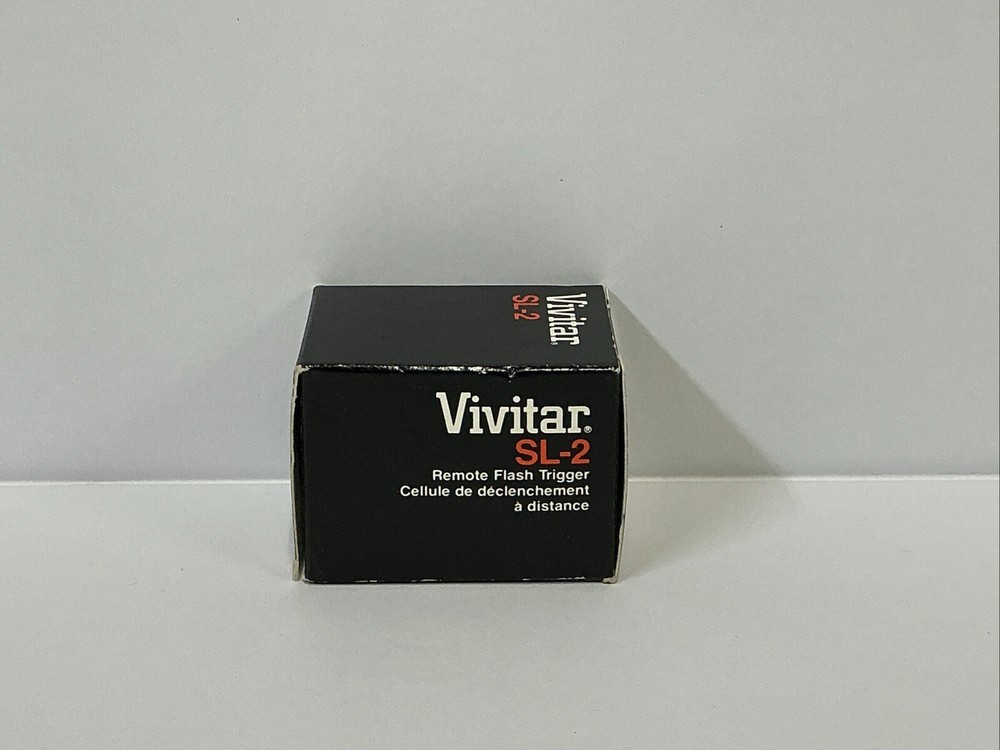 Vivitar
SL-2
Vivitar®
SL-2
Remote Flash Trigger
Cellule de déclenchement
à distance